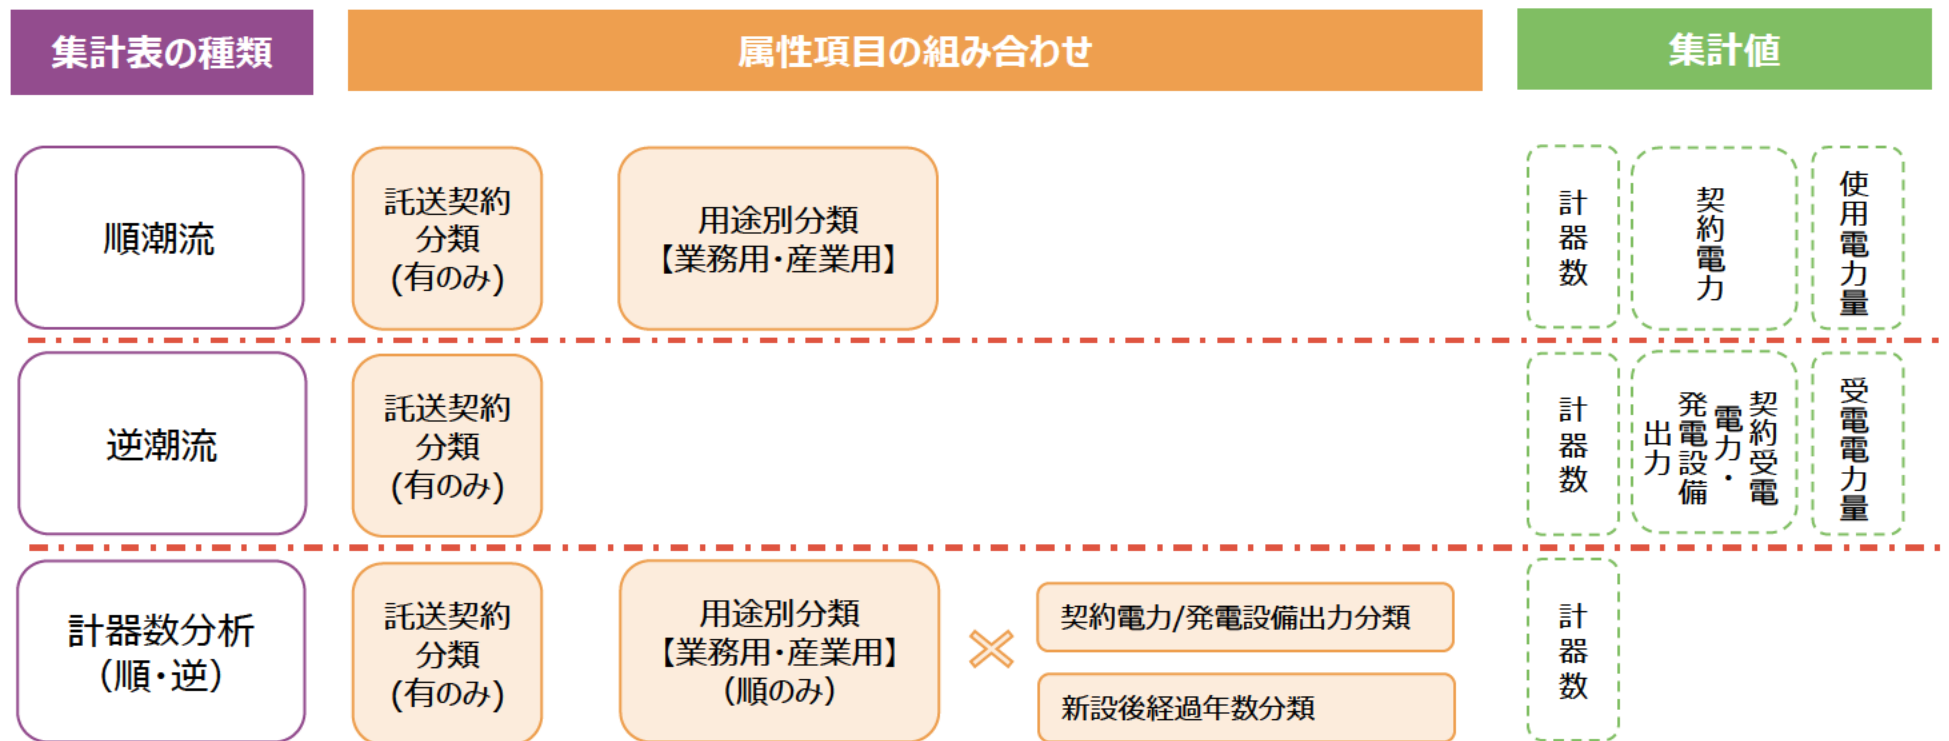 集計表の種類
属性項目の組み合わせ
集計値
順潮流
託送契約
分類
(有のみ)
用途別分類
【業務用・産業用】
計器数
契約電力
使用電力量
逆潮流
託送契約
分類
(有のみ)
計器数
契約受電
電力・
発電設備
出力
受電電力量
計器数分析
（順・逆）
託送契約
分類
(有のみ)
用途別分類
【業務用・産業用】
（順のみ）
契約電力/発電設備出力分類
新設後経過年数分類
計器数